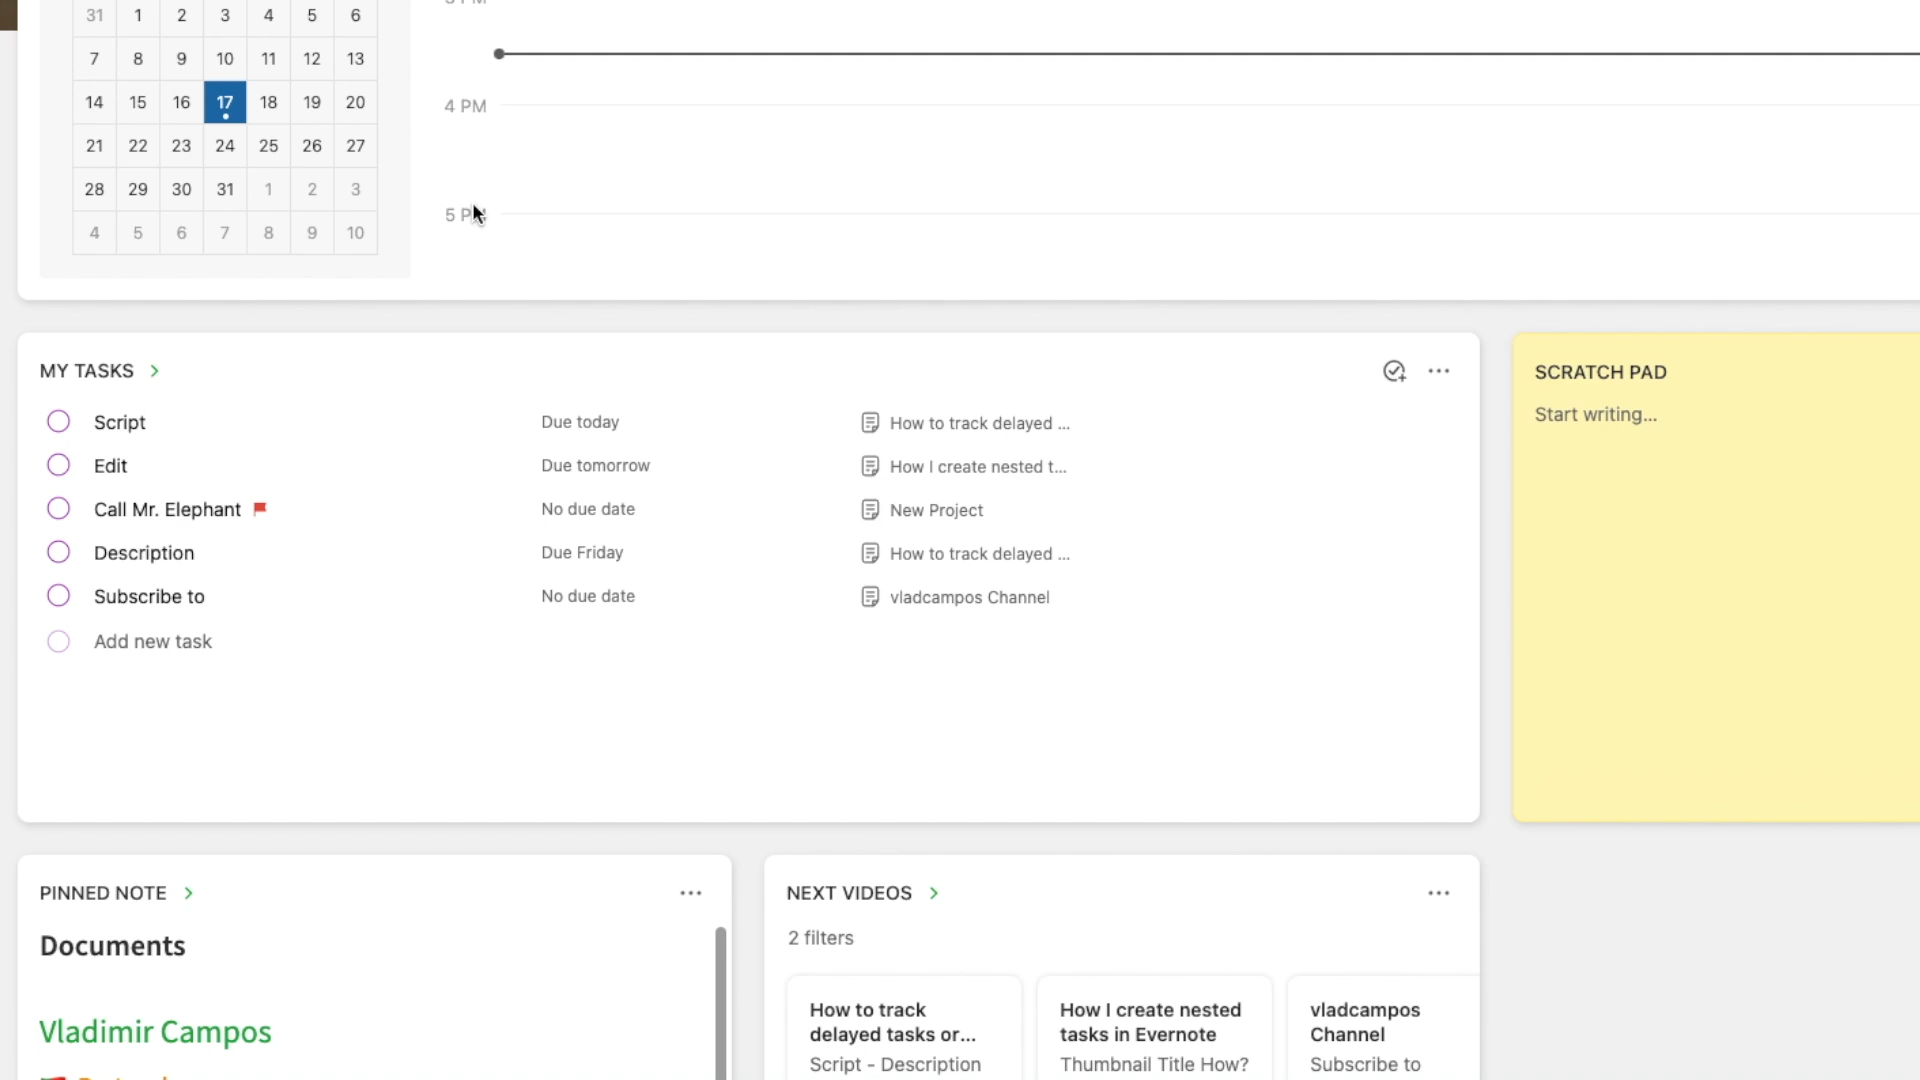 31 1 2 3 4 5 6
7 8 9 10 11 12 13
14 15 16 17 18 19 20
21 22 23 24 25 26 27
28 29 30 31 1 2 3
4 5 6 7 8 9 10
4 PM
5
MY TASKS
Script Due today How to track delayed ...
Edit Due tomorrow How I create nested t...
Call Mr. Elephant No due date New Project
Description Due Friday How to track delayed ...
Subscribe to No due date vladcampos Channel
Add new task
SCRATCH PAD
Start writing...
PINNED NOTE
Documents
Vladimir Campos
NEXT VIDEOS
2 filters
How to track
delayed tasks or...
Script - Description
How I create nested
tasks in Evernote
Thumbnail Title How?
vladcampos
Channel
Subscribe to